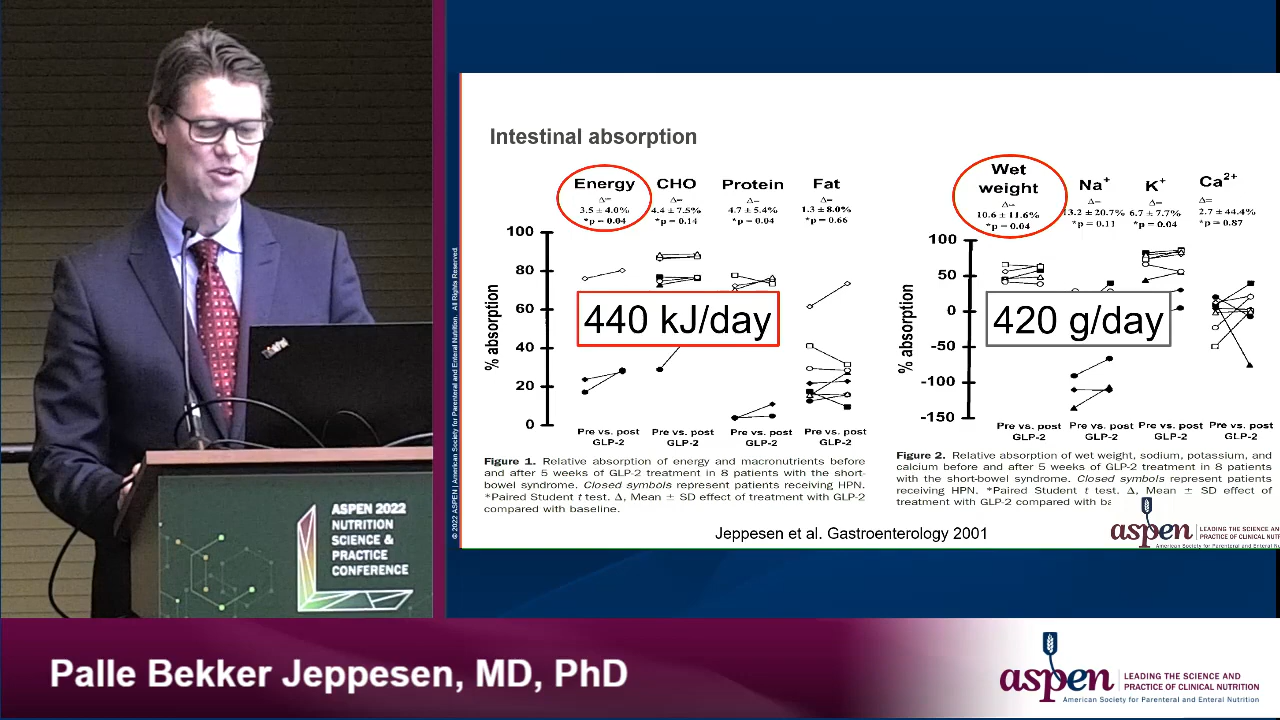 Intestinal absorption
Energy
Δ=
3.5 ± 4.0%
*p = 0.04
CHO
Δ=
4.4 ± 7.5%
*p = 0.14
Protein
Δ=
4.7 ± 5.4%
*p = 0.04
Fat
Δ=
1.3 ± 8.0%
*p = 0.66
100
80
60
40
20
0
% absorption
440 kJ/day
Pre vs. post
GLP-2
Pre vs. post
GLP-2
Pre vs. post
GLP-2
Pre vs. post
GLP-2
Figure 1. Relative absorption of energy and macronutrients before
and after 5 weeks of GLP-2 treatment in 8 patients with the short-
bowel syndrome. Closed symbols represent patients receiving HPN.
*Paired Student t test. Δ, Mean ± SD effect of treatment with GLP-2
compared with baseline.
Wet
weight
Δ=
10.6 ± 11.6%
*p = 0.04
Na+
Δ=
13.2 ± 20.7%
*p = 0.11
K+
Δ=
6.7 ± 7.7%
*p = 0.04
Ca2+
Δ=
2.7 ± 44.4%
*p = 0.87
100
50
0
-50
-100
-150
% absorption
420 g/day
Pre vs. post
GLP-2
Pre vs. post
GLP-2
Pre vs. post
GLP-2
Pre vs. post
GLP-2
Figure 2. Relative absorption of wet weight, sodium, potassium, and
calcium before and after 5 weeks of GLP-2 treatment in 8 patients
with the short-bowel syndrome. Closed symbols represent patients
receiving HPN. *Paired Student t test. Δ, Mean ± SD effect of
treatment with GLP-2 compared with
Jeppesen et al. Gastroenterology 2001
aspen
LEADING THE SCIENCE AND
PRACTICE OF CLINICAL
American Society for Parenteral and Enteral
© 2022 ASPEN | American Society for Parenteral and Enteral Nutrition. All Rights Reserved.
ASPEN 2022
NUTRITION
SCIENCE &
PRACTICE
CONFERENCE
Palle Bekker Jeppesen, MD, PhD
aspen
LEADING THE SCIENCE AND
PRACTICE OF CLINICAL NUTRITION
American Society for Parenteral and Enteral Nutrition